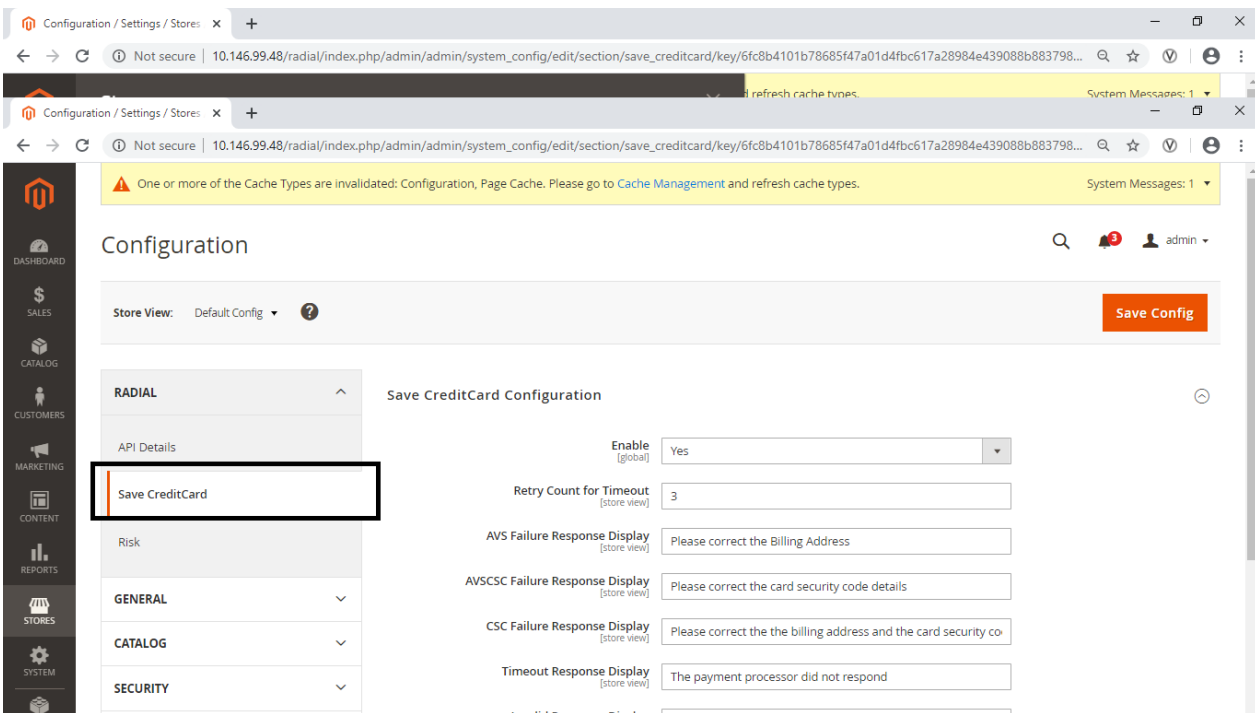 Configuration / Settings / Stores
Not secure | 10.146.99.48/radial/index.php/admin/admin/system_config/edit/section/save_creditcard/key/6fc8b4101b78685f47a01d4fbc617a28984e439088b883798...
refresh cache types. System Messages: 1
Configuration / Settings / Stores
Not secure | 10.146.99.48/radial/index.php/admin/admin/system_config/edit/section/save_creditcard/key/6fc8b4101b78685f47a01d4fbc617a28984e439088b883798...
One or more of the Cache Types are invalidated: Configuration, Page Cache. Please go to Cache Management and refresh cache types. System Messages: 1
Configuration
3 admin
Store View: Default Config ? Save Config
DASHBOARD
$ SALES
CATALOG
CUSTOMERS
MARKETING
CONTENT
REPORTS
STORES
SYSTEM
RADIAL
API Details
Save CreditCard
Risk
GENERAL
CATALOG
SECURITY
Save CreditCard Configuration
Enable Yes
[global]
Retry Count for Timeout 3
[store view]
AVS Failure Response Display Please correct the Billing Address
[store view]
AVSCSC Failure Response Display Please correct the card security code details
[store view]
CSC Failure Response Display Please correct the the billing address and the card security co
[store view]
Timeout Response Display The payment processor did not respond
[store view]